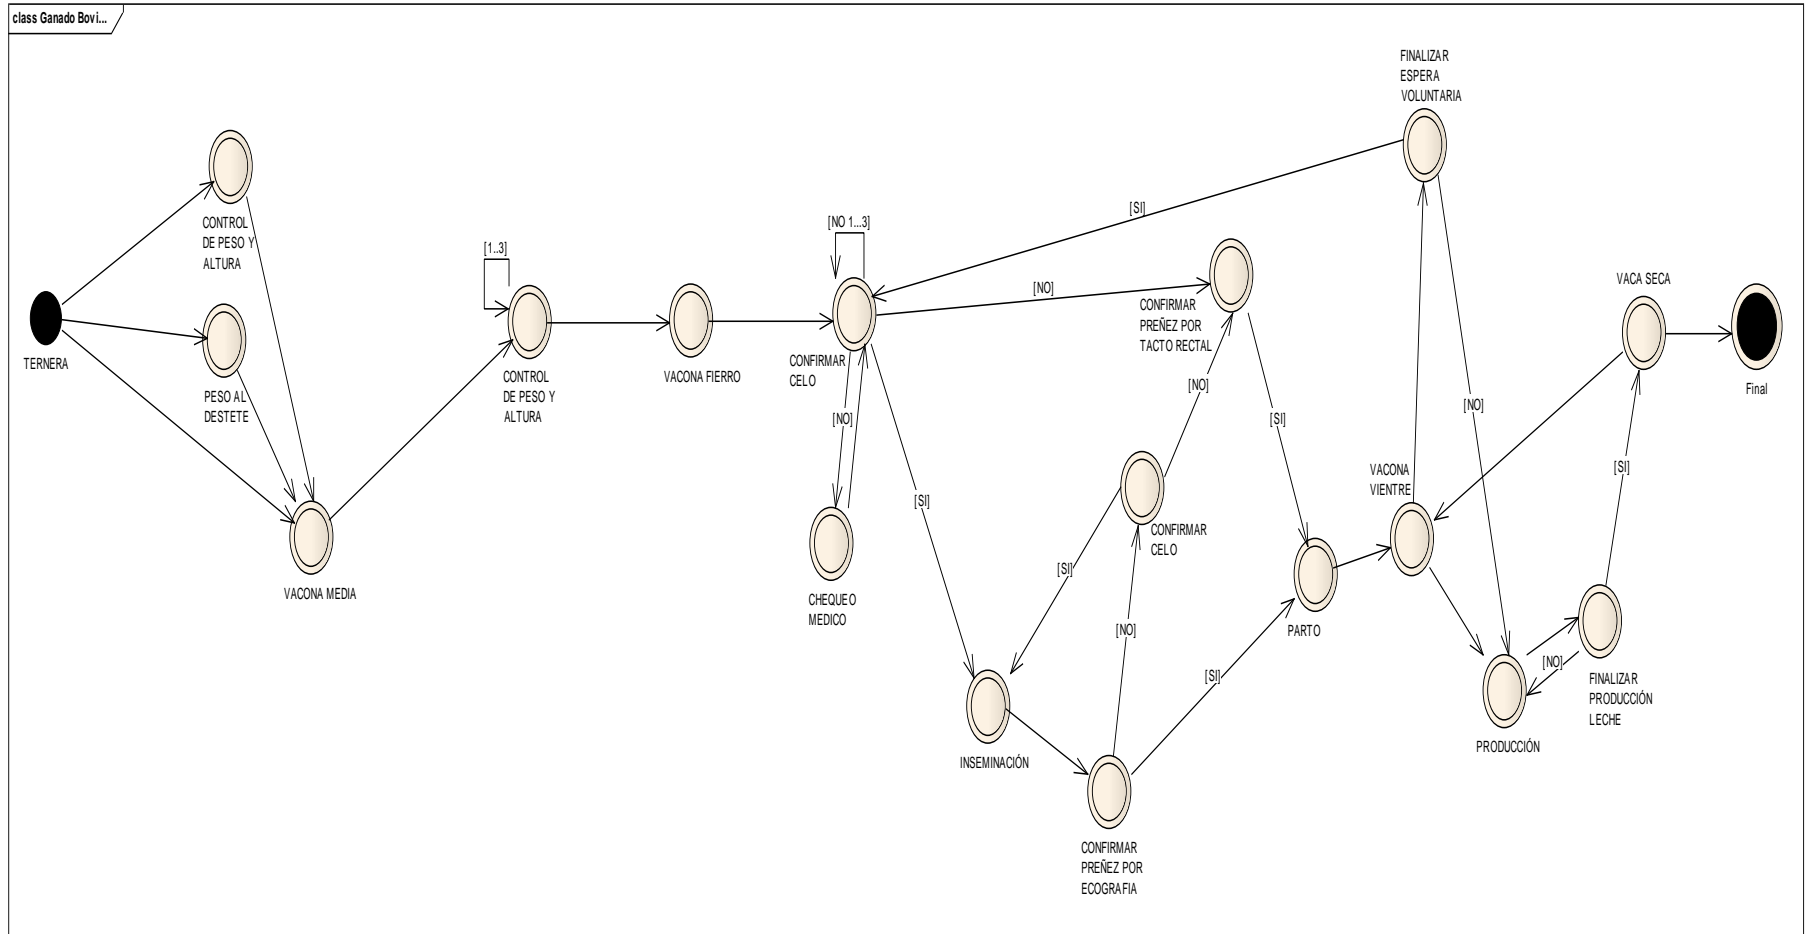 class Ganado Bovi...
FINALIZAR
ESPERA
VOLUNTARIA
CONTROL
DE PESO Y
ALTURA
[1..3]
[NO 1...3]
[SI]
[NO]
CONFIRMAR
PREÑEZ POR
TACTO RECTAL
VACA SECA
TERNERA
PESO AL
DESTETE
CONTROL
DE PESO Y
ALTURA
VACONA FIERRO
CONFIRMAR
CELO
[NO]
[NO]
[SI]
[NO]
Final
VACONA
VIENTRE
[SI]
[SI]
CONFIRMAR
CELO
[SI]
VACONA MEDIA
CHEQUEO
MEDICO
[NO]
PARTO
[NO]
[SI]
FINALIZAR
PRODUCCIÓN
LECHE
PRODUCCIÓN
INSEMINACIÓN
CONFIRMAR
PREÑEZ POR
ECOGRAFIA